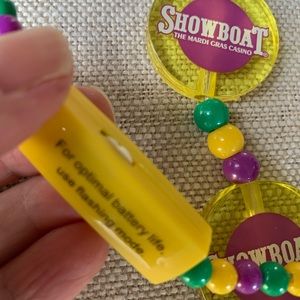 SHOWBOAT
THE MARDI GRAS CASINO
For optimal battery life,
use flashing mode.
SHOWBOAT